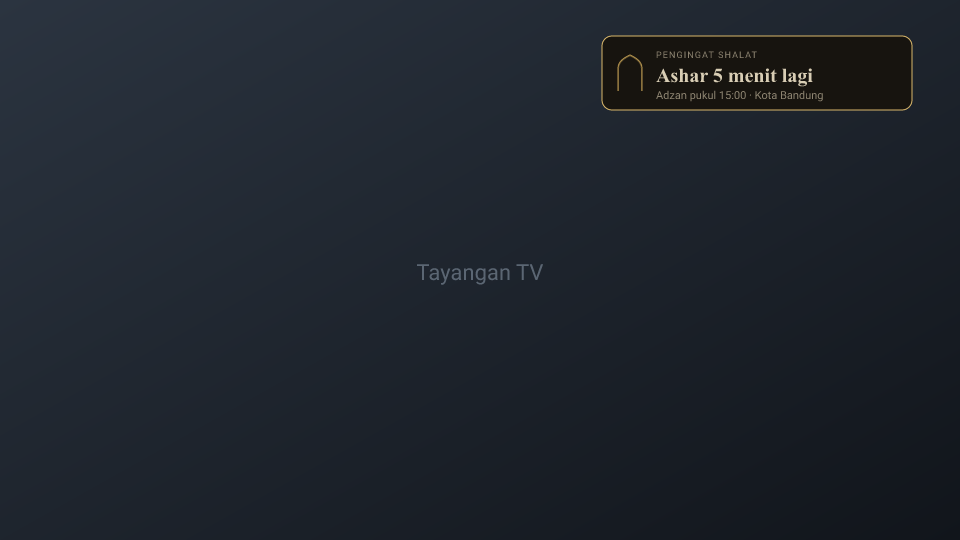 PENGINGAT SHALAT
Ashar 5 menit lagi
Adzan pukul 15:00 · Kota Bandung
Tayangan TV